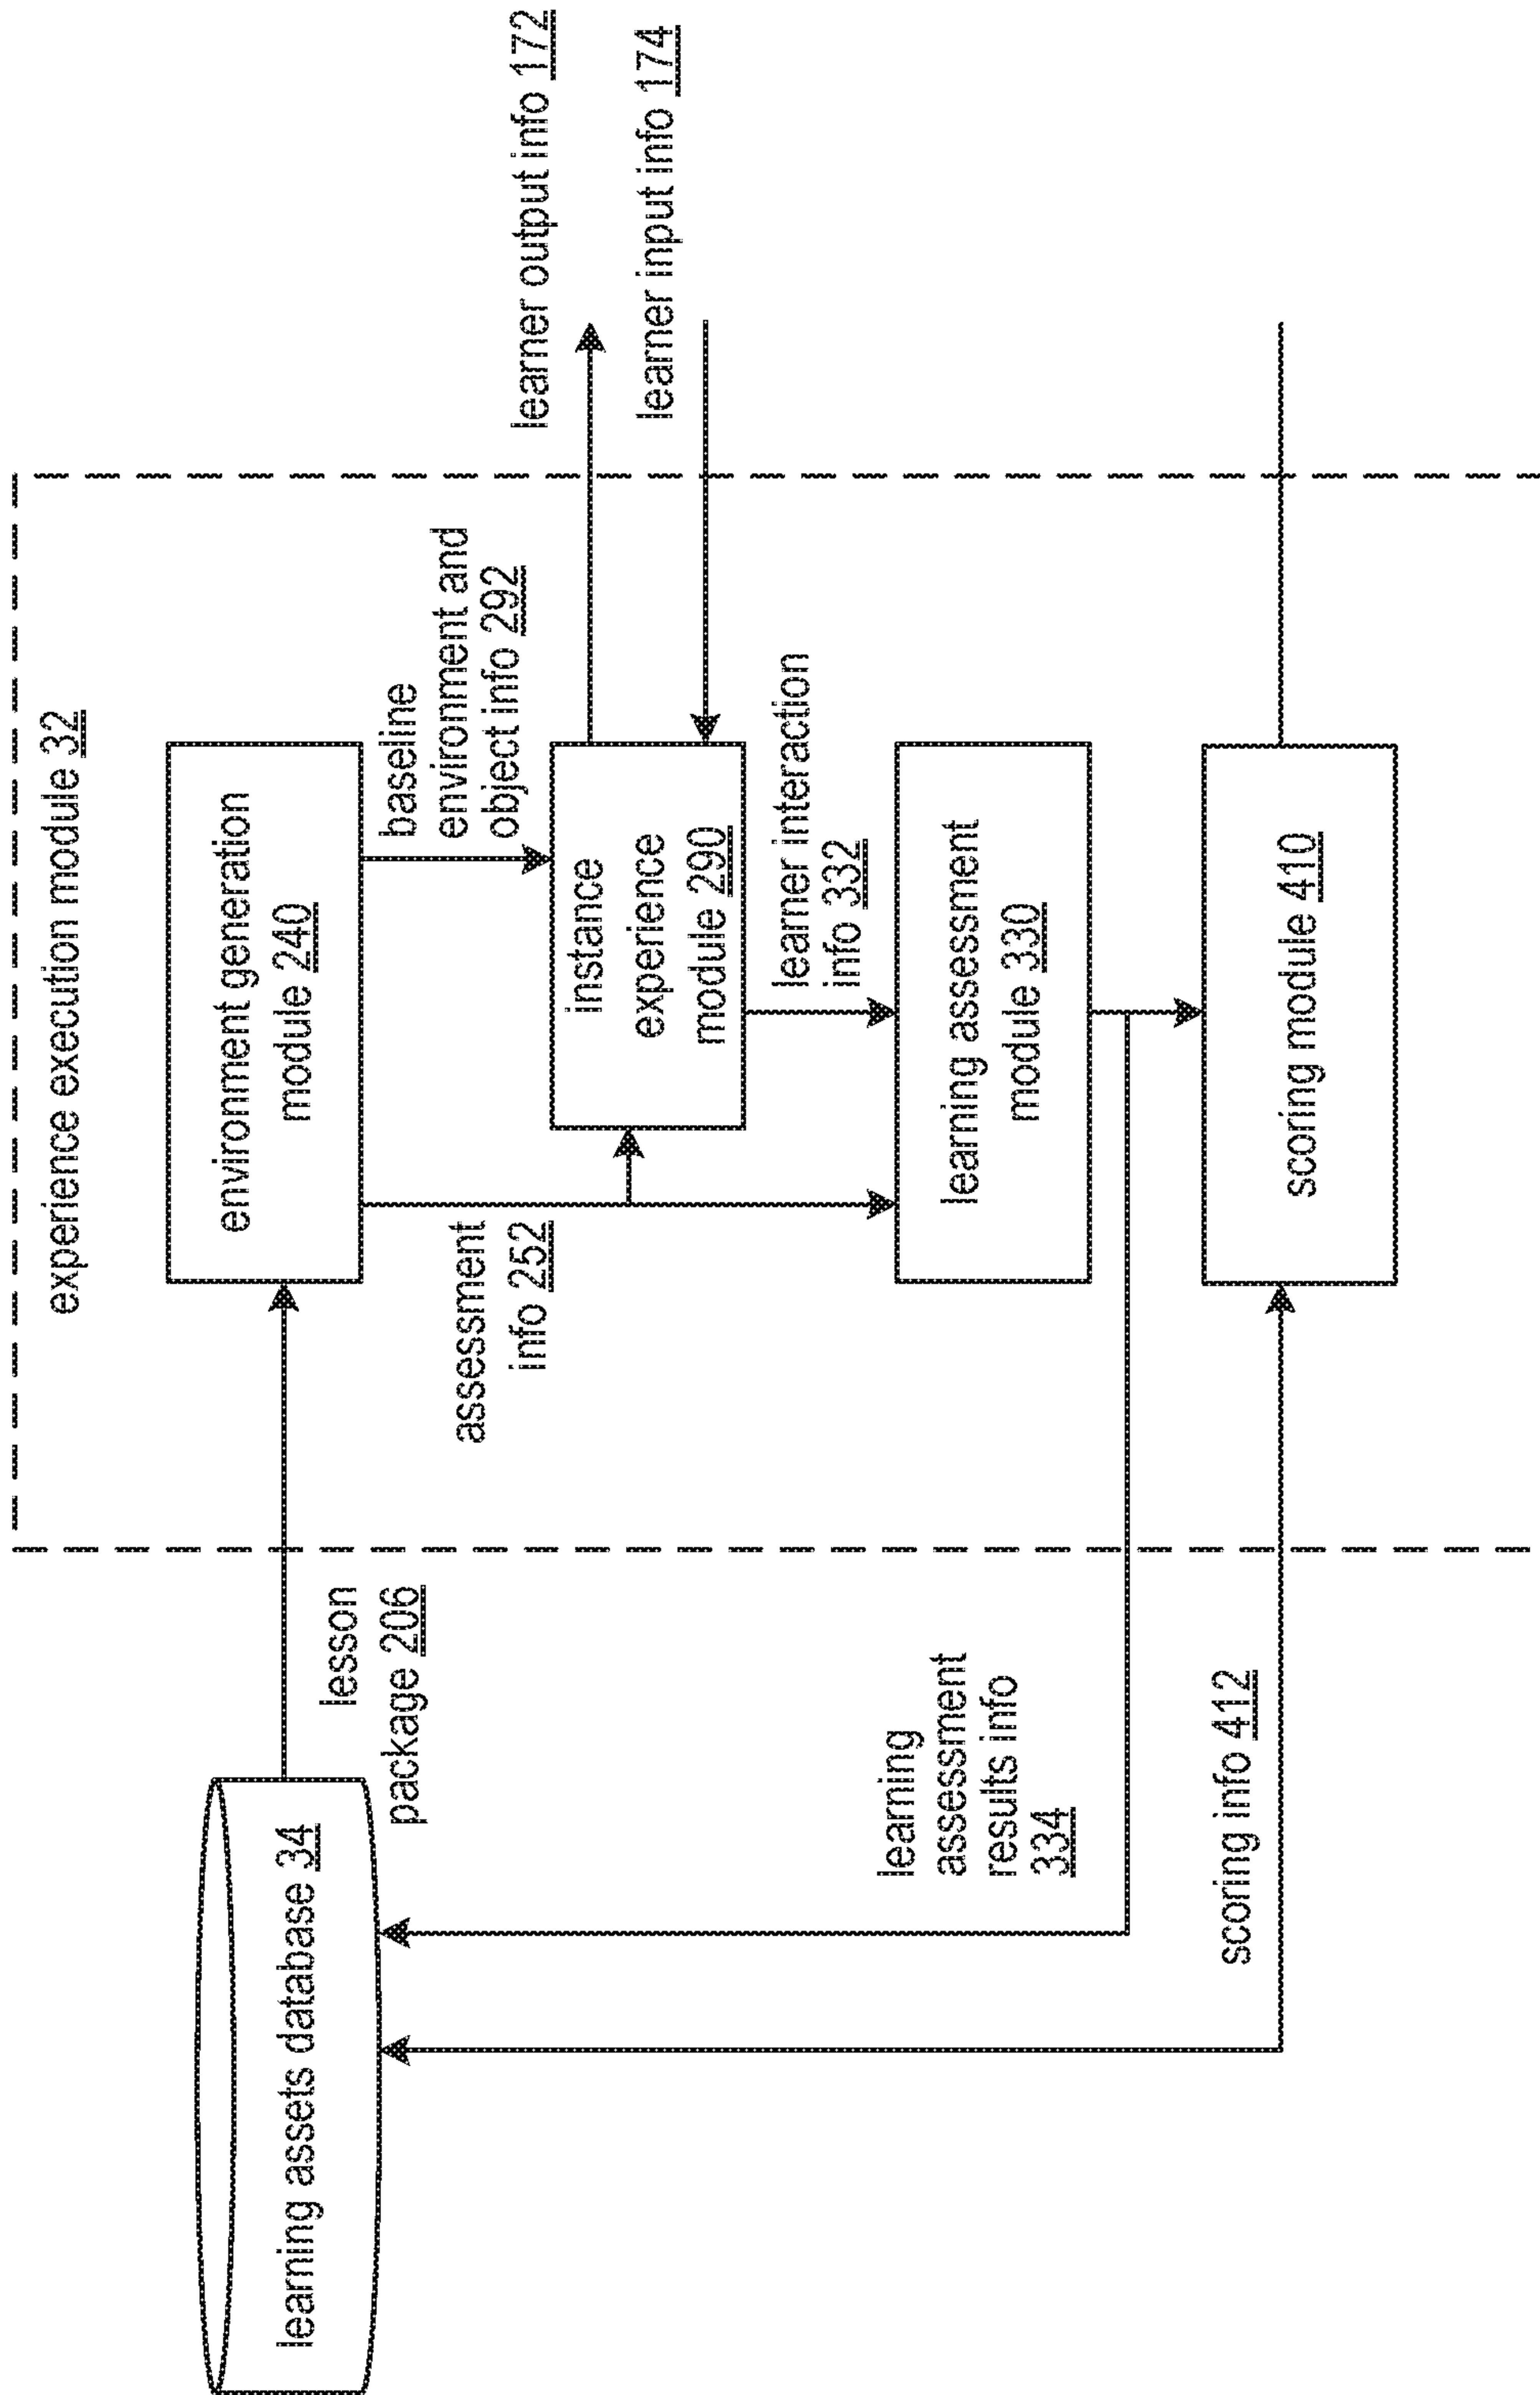 experience execution module 32
learning assets database 34
lesson
package 206
environment generation
module 240
assessment
info 252
baseline
environment and
object info 292
instance
experience
module 290
learner output info 172
learner input info 174
learner interaction
info 332
learning assessment
module 330
learning
assessment
results info
334
scoring info 412
scoring module 410